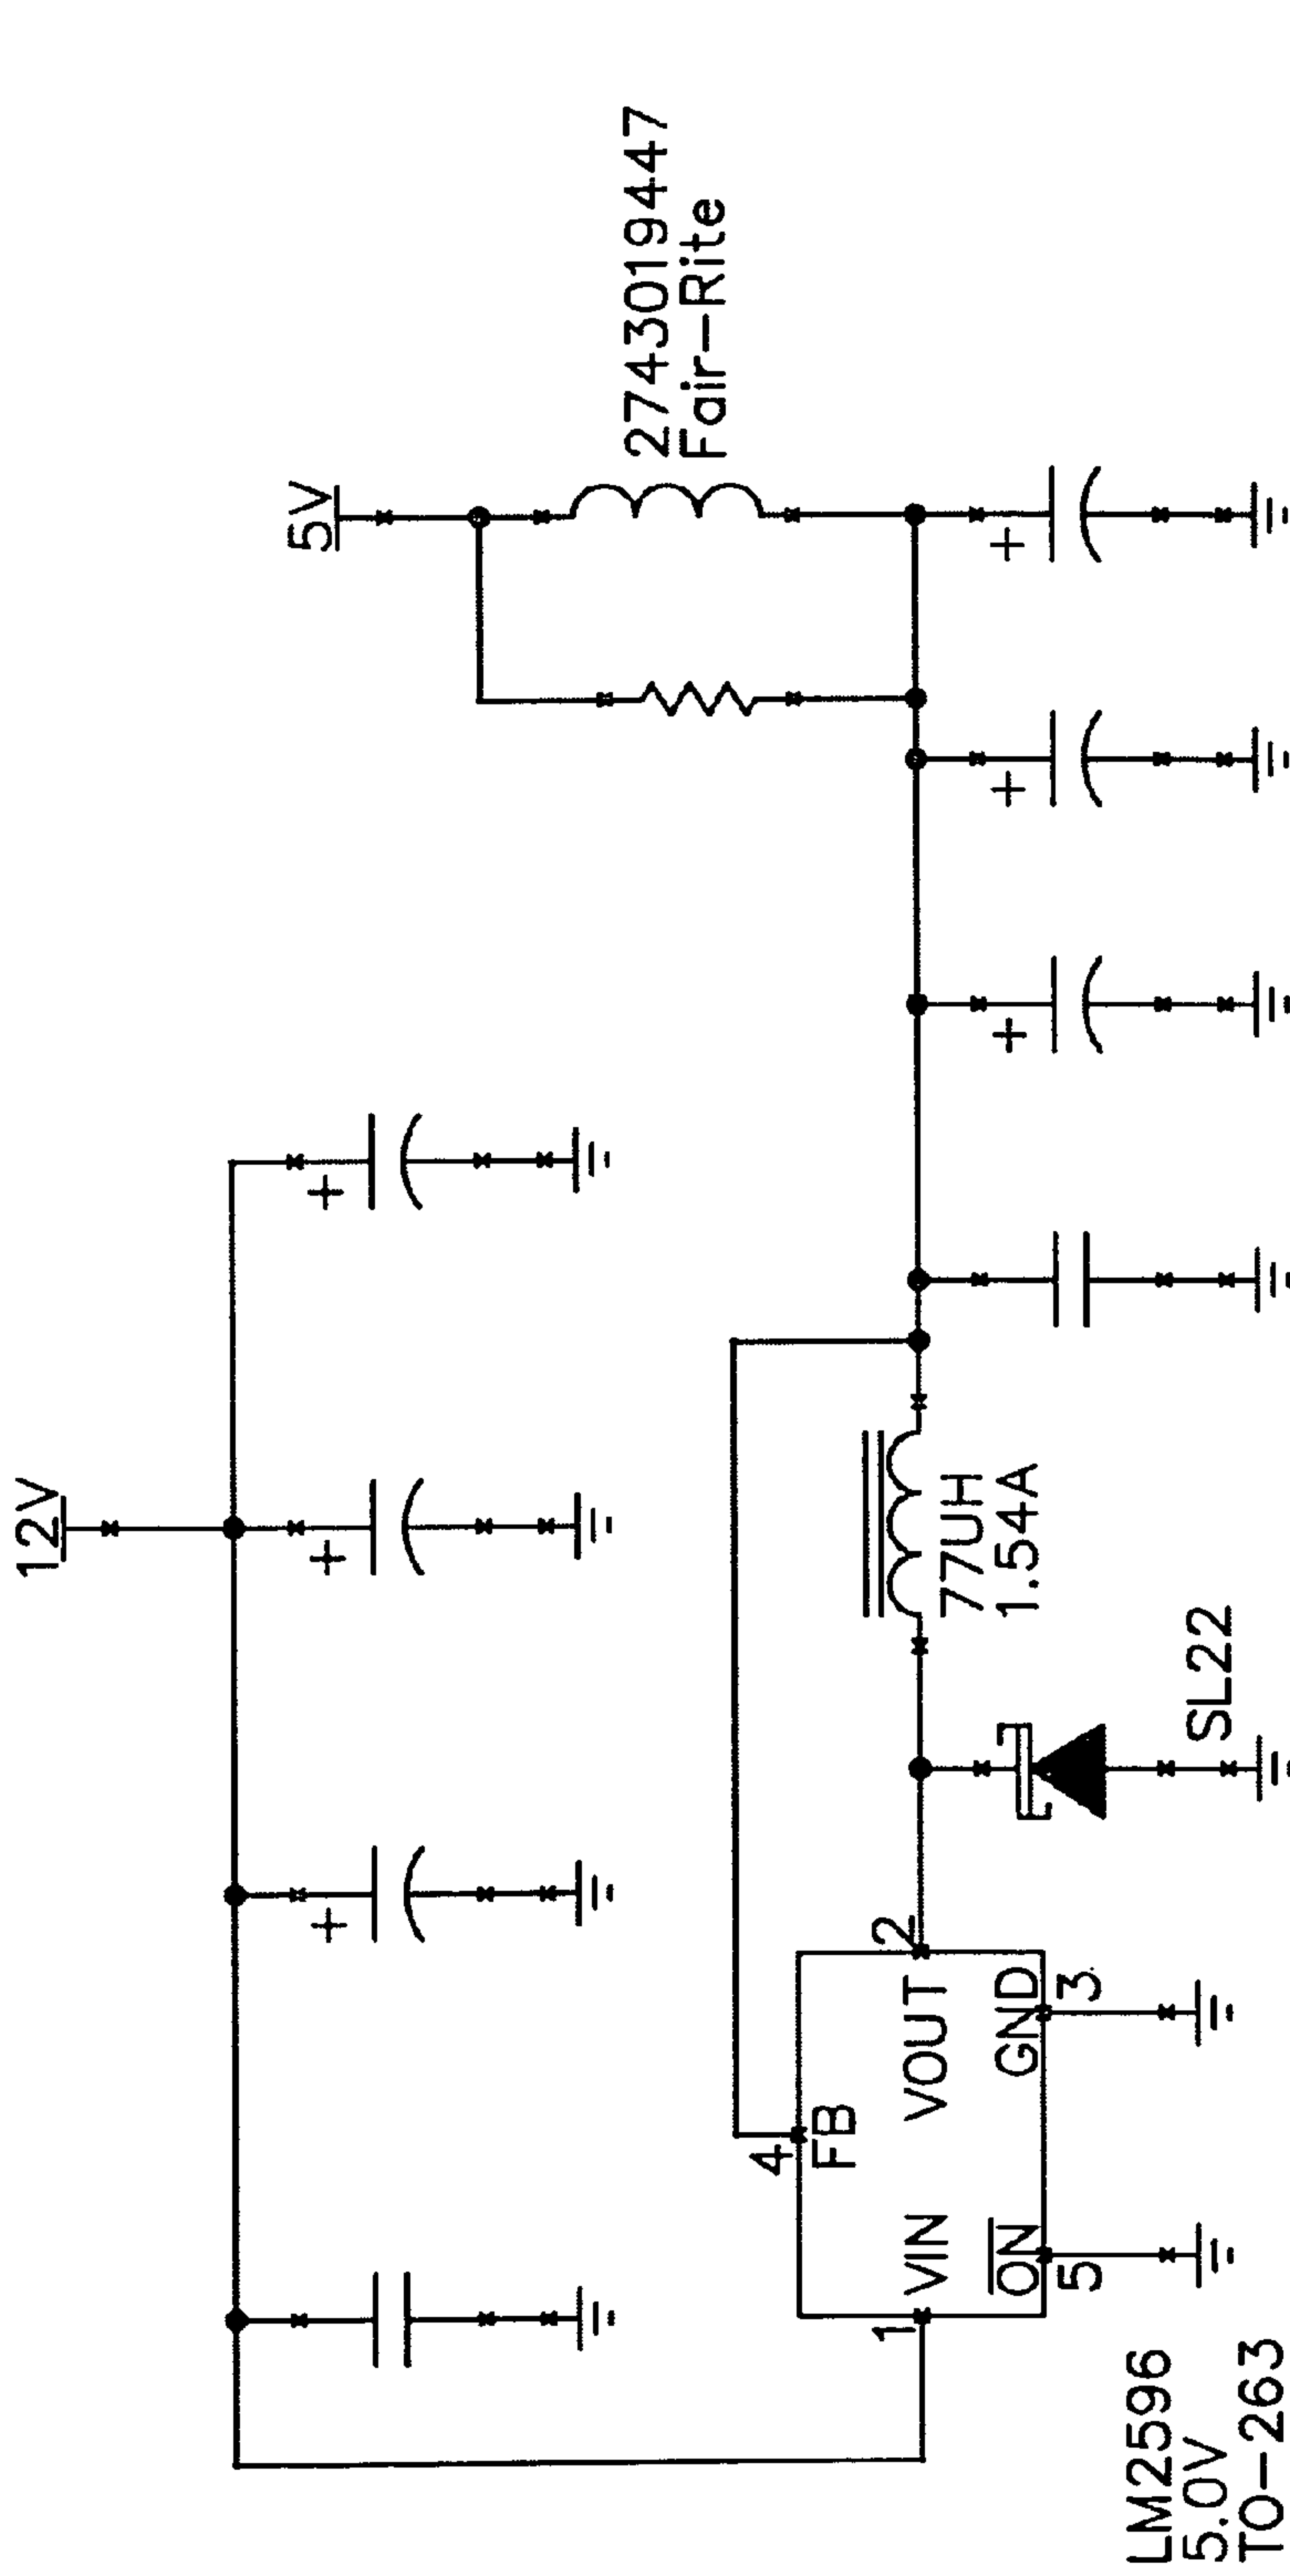 12V
5V
2743019447
Fair-Rite
+
+
+
+
+
+
77UH
1.54A
SL22
4
FB
1
VIN
VOUT
2
ON
GND
5
3
LM2596
5.0V
TO-263